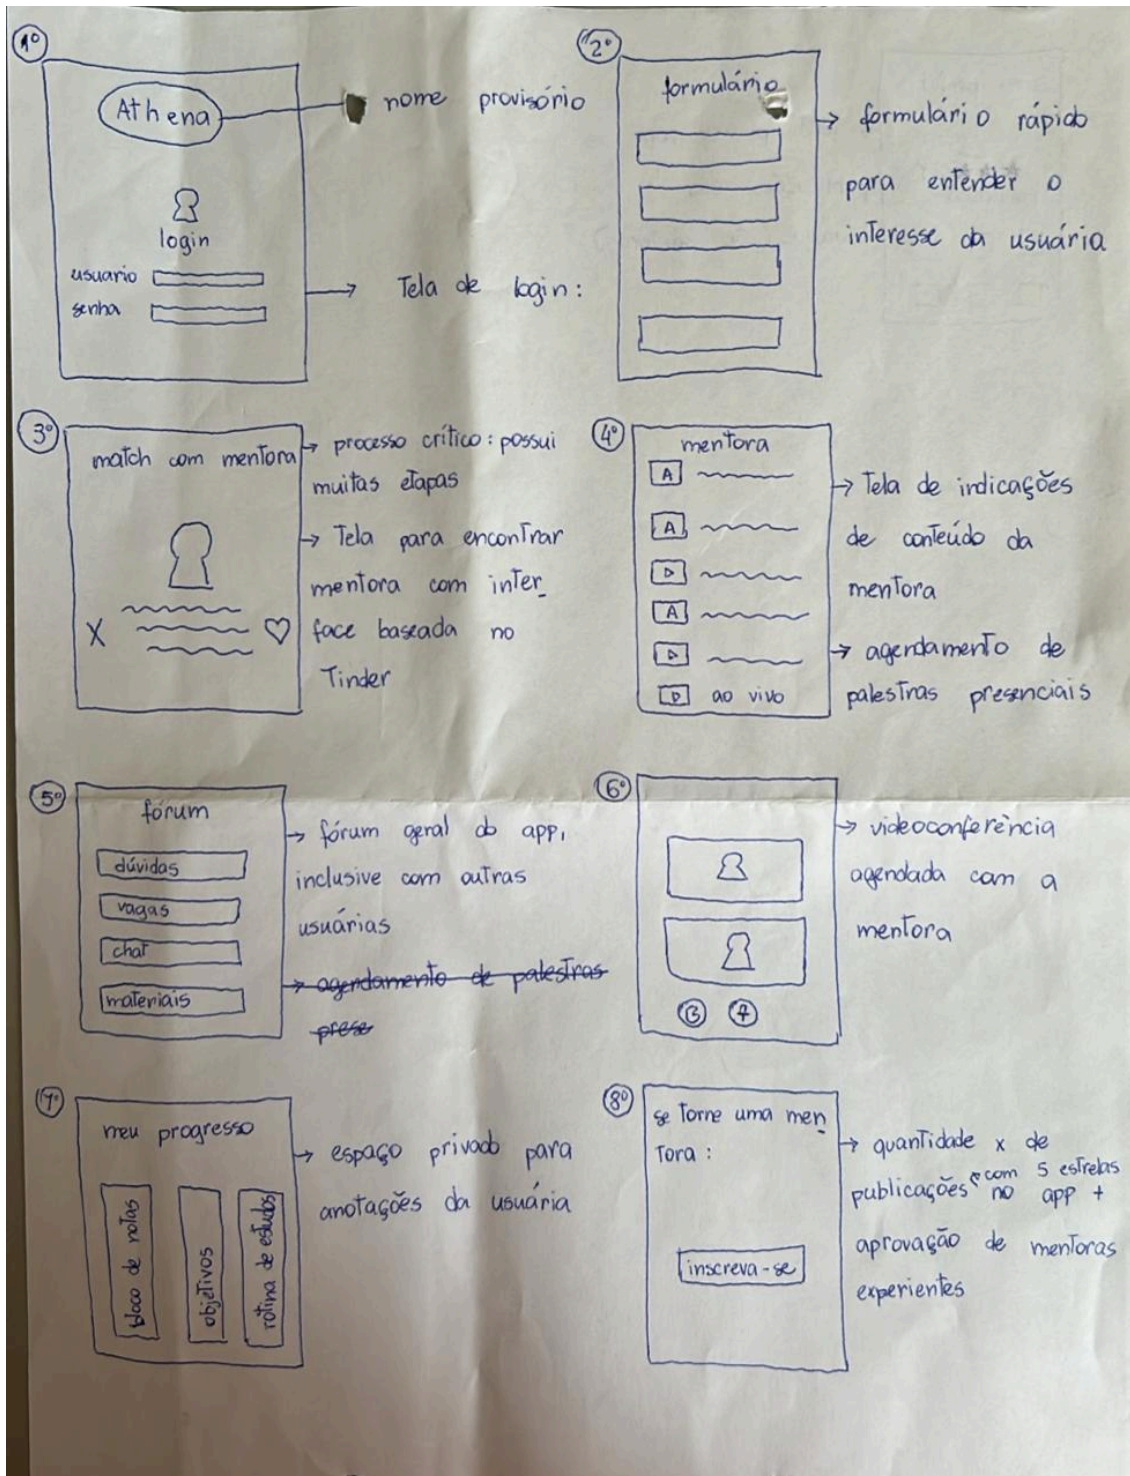 1º
Athena
nome provisório
login
usuario
senha
Tela de login:
2º
formulário
formulário rápido
para entender o
interesse da usuária
3º
match com mentora
processo crítico: possui
muitas etapas
Tela para encontrar
mentora com inter_
face baseada no
Tinder
X
4º
mentora
A
A
A
ao vivo
Tela de indicações
de conteúdo da
mentora
agendamento de
palestras presenciais
5º
fórum
dúvidas
vagas
chat
materiais
fórum geral do app,
inclusive com outras
usuárias
agendamento de palestras
prese
6º
videoconferência
agendada com a
mentora
7º
meu progresso
bloco de notas
objetivos
rotina de estudos
espaço privado para
anotações da usuária
8º
se torne uma men
tora:
inscreva-se
quantidade x de
publicações com 5 estrelas
no app +
aprovação de mentoras
experientes